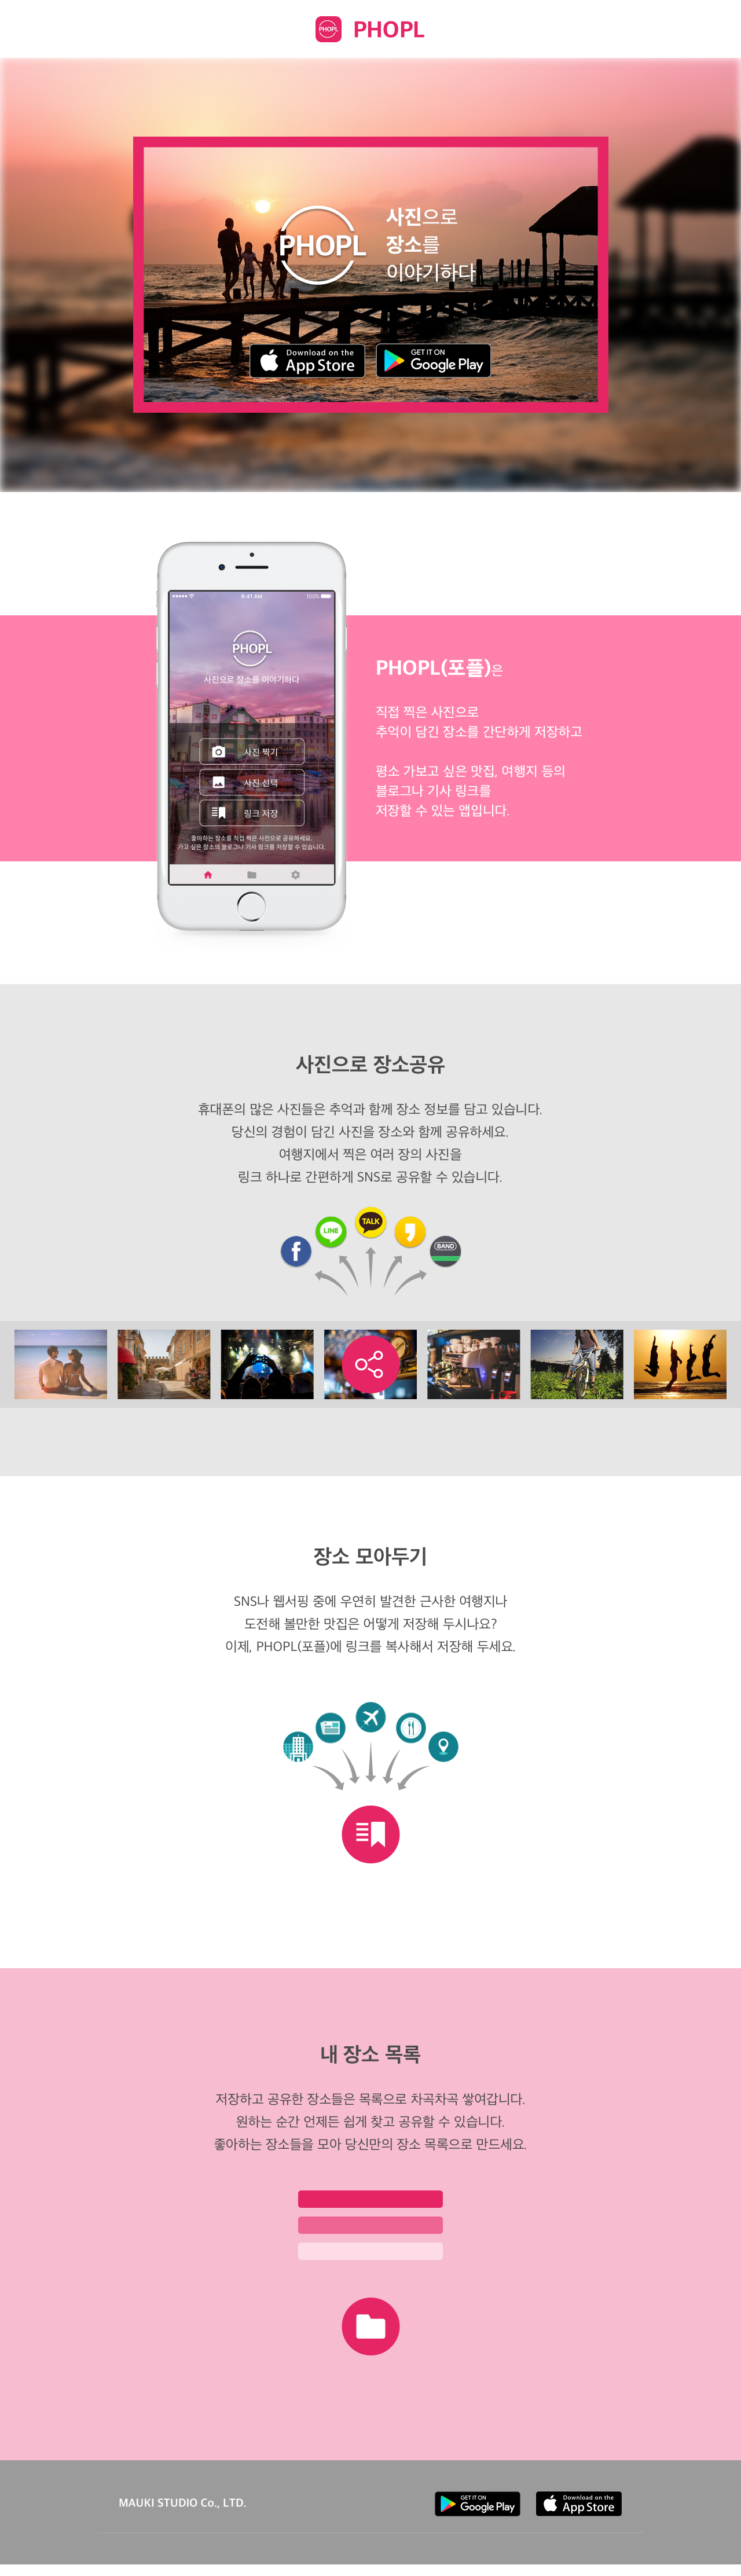 PHOPL
PHOPL
PHOPL
사진으로
장소를
이야기하다
Download on the
App Store
GET IT ON
Google Play
9:41 AM
100%
PHOPL
사진으로 장소를 이야기하다
사진 찍기
사진 선택
링크 저장
좋아하는 장소를 직접 찍은 사진으로 공유하세요.
가고 싶은 장소의 블로그나 기사 링크를 저장할 수 있습니다.
PHOPL(포플)은
직접 찍은 사진으로
추억이 담긴 장소를 간단하게 저장하고
평소 가보고 싶은 맛집, 여행지 등의
블로그나 기사 링크를
저장할 수 있는 앱입니다.
사진으로 장소공유
휴대폰의 많은 사진들은 추억과 함께 장소 정보를 담고 있습니다.
당신의 경험이 담긴 사진을 장소와 함께 공유하세요.
여행지에서 찍은 여러 장의 사진을
링크 하나로 간편하게 SNS로 공유할 수 있습니다.
f
LINE
TALK
BAND
장소 모아두기
SNS나 웹서핑 중에 우연히 발견한 근사한 여행지나
도전해 볼만한 맛집은 어떻게 저장해 두시나요?
이제, PHOPL(포플)에 링크를 복사해서 저장해 두세요.
내 장소 목록
저장하고 공유한 장소들은 목록으로 차곡차곡 쌓여갑니다.
원하는 순간 언제든 쉽게 찾고 공유할 수 있습니다.
좋아하는 장소들을 모아 당신만의 장소 목록으로 만드세요.
MAUKI STUDIO Co., LTD.
GET IT ON
Google Play
Download on the
App Store